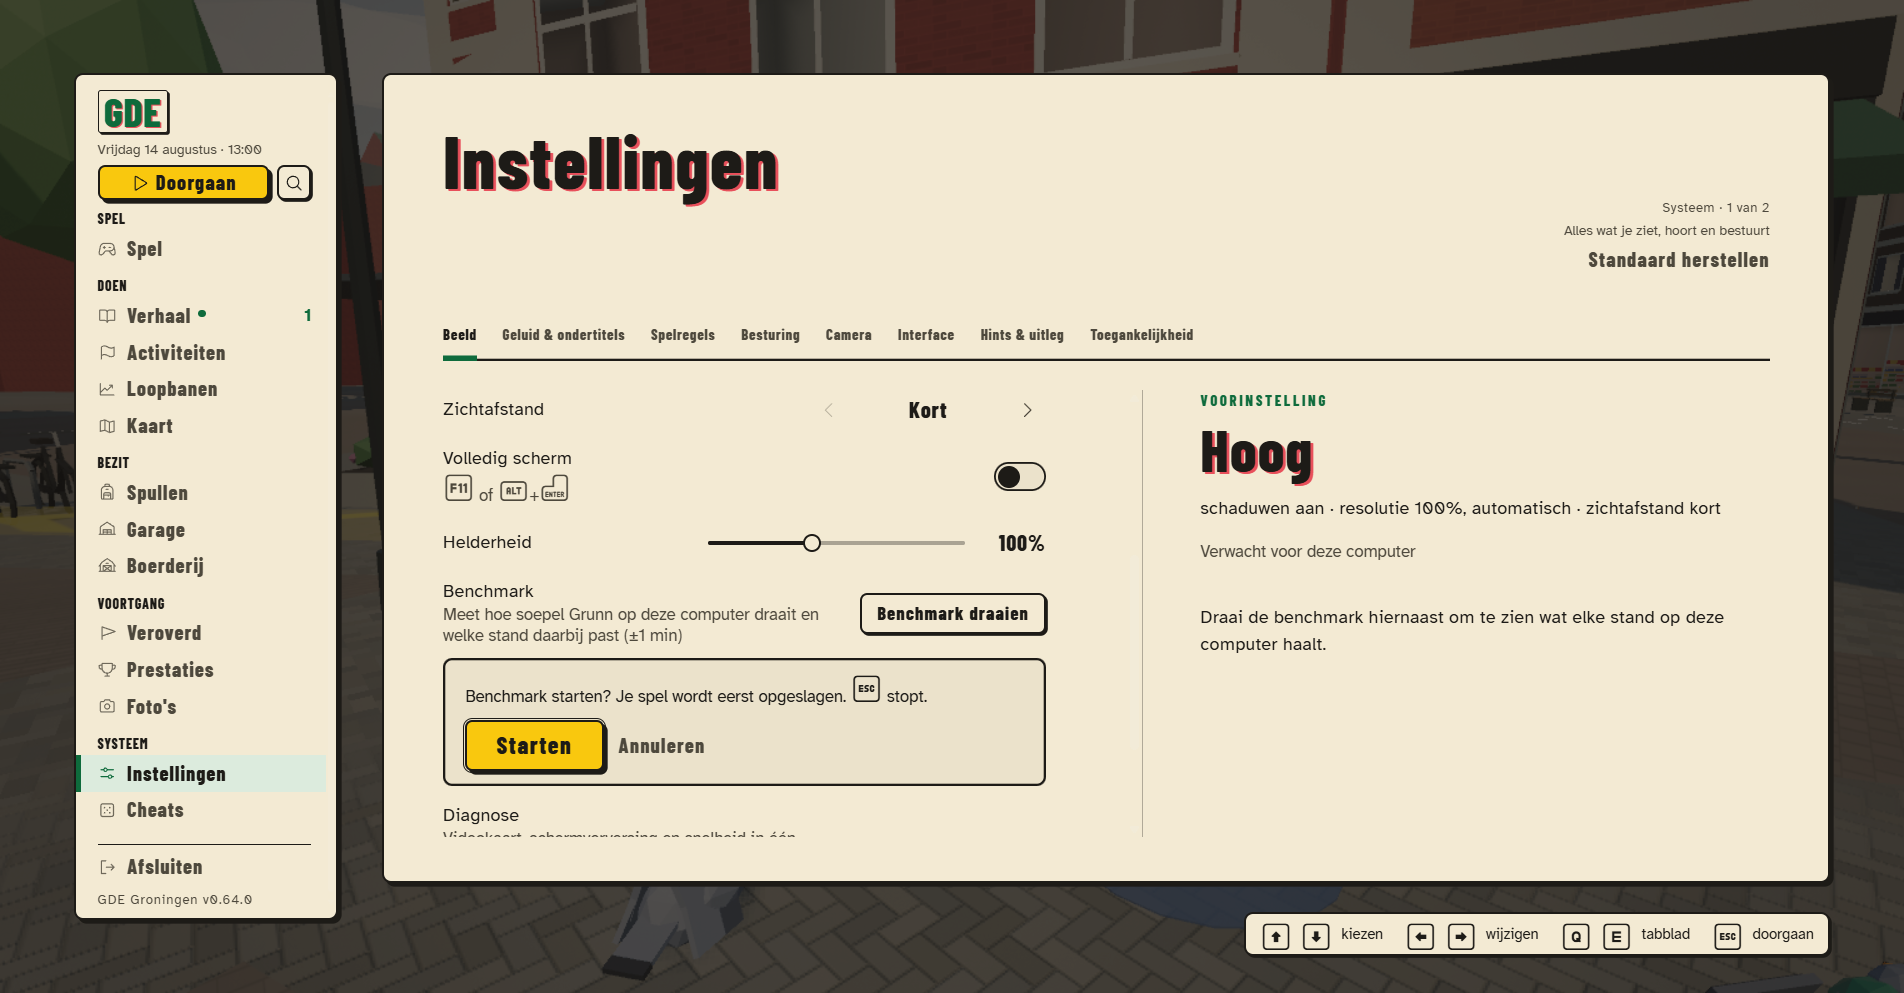 GDE
Vrijdag 14 augustus · 13:00
Doorgaan
SPEL
Spel
DOEN
Verhaal 1
Activiteiten
Loopbanen
Kaart
BEZIT
Spullen
Garage
Boerderij
VOORTGANG
Veroverd
Prestaties
Foto's
SYSTEEM
Instellingen
Cheats
Afsluiten
GDE Groningen v0.64.0
Instellingen
Systeem · 1 van 2
Alles wat je ziet, hoort en bestuurt
Standaard herstellen
Beeld Geluid & ondertitels Spelregels Besturing Camera Interface Hints & uitleg Toegankelijkheid
Zichtafstand Kort
Volledig scherm
F11 of ALT + ENTER
Helderheid 100%
Benchmark
Meet hoe soepel Grunn op deze computer draait en
welke stand daarbij past (±1 min)
Benchmark draaien
Benchmark starten? Je spel wordt eerst opgeslagen. ESC stopt.
Starten Annuleren
Diagnose
Videokaart, schermverversing en snelheid in één
VOORINSTELLING
Hoog
schaduwen aan · resolutie 100%, automatisch · zichtafstand kort
Verwacht voor deze computer
Draai de benchmark hiernaast om te zien wat elke stand op deze
computer haalt.
kiezen wijzigen Q E tabblad ESC doorgaan